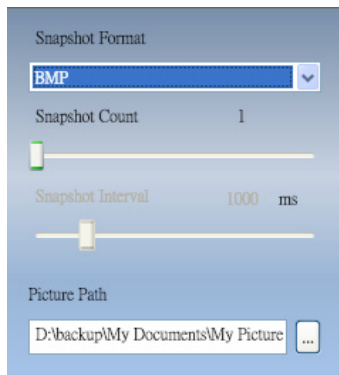 Snapshot Format
BMP
Snapshot Count 1
Snapshot Interval 1000 ms
Picture Path
D:\backup\My Documents\My Picture ...